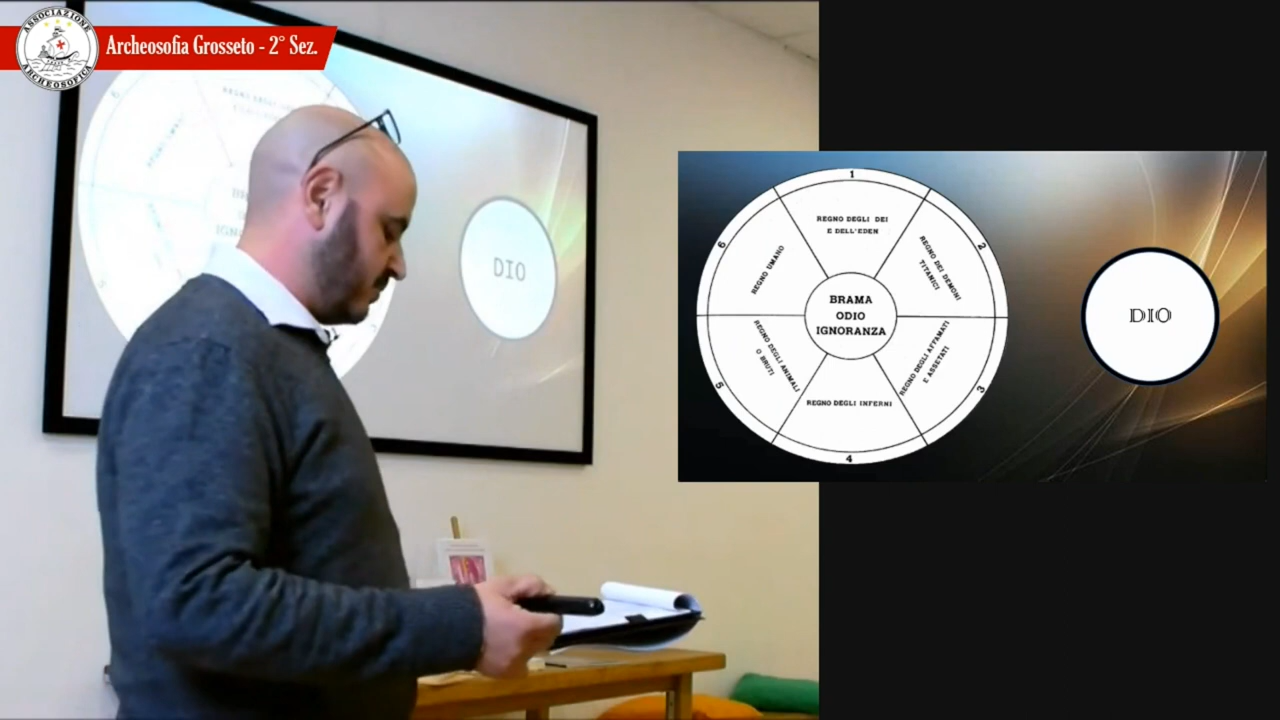 ASSOCIAZIONE
ARCHEOSOFICA
Archeosofia Grosseto - 2° Sez.
DIO
1
REGNO DEGLI DEI
E DELL'EDEN
2
REGNO DEI DEMONI
TITANICI
3
REGNO DEGLI AFFAMATI
E ASSETATI
4
REGNO DEGLI INFERNI
5
REGNO DEGLI ANIMALI
O BRUTI
6
REGNO UMANO
BRAMA
ODIO
IGNORANZA
DIO